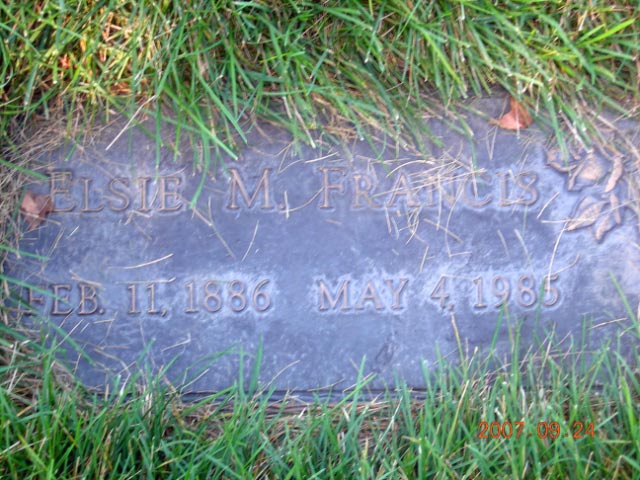 ELSIE M. FRANCIS
FEB. 11, 1886 MAY 4, 1985
2007.09.24.